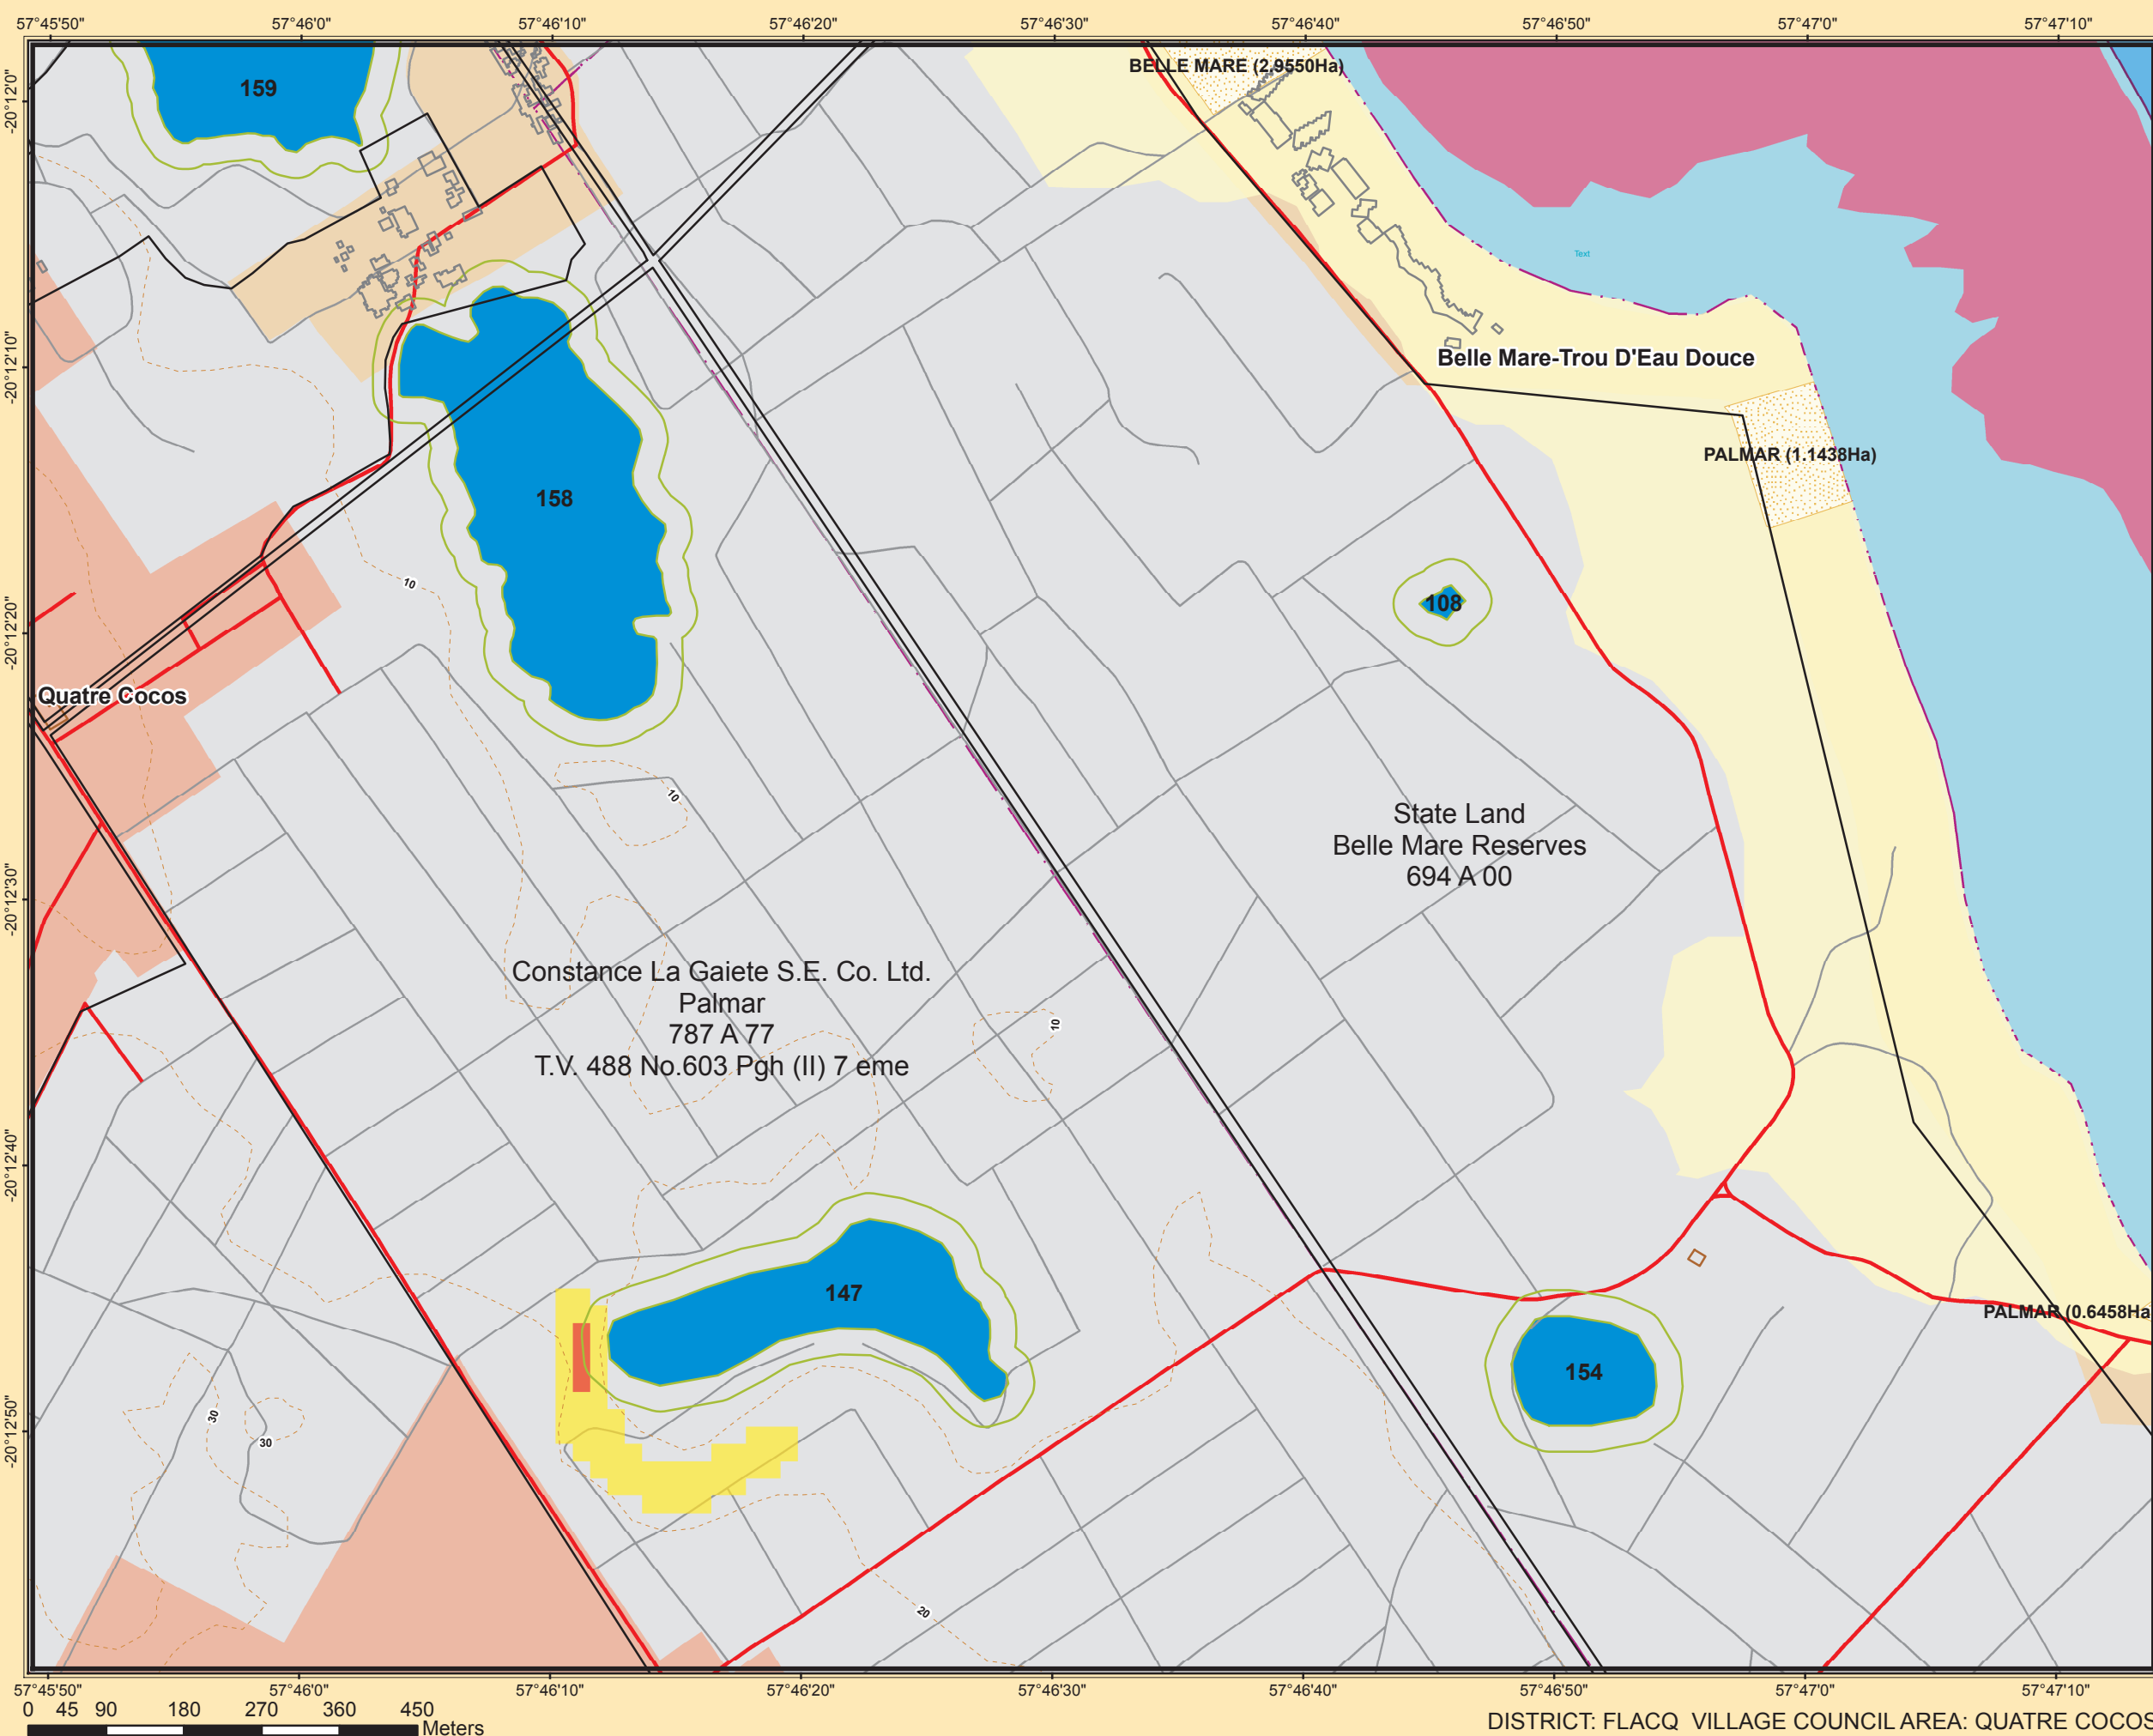 57°45'50" 57°46'0" 57°46'10" 57°46'20" 57°46'30" 57°46'40" 57°46'50" 57°47'0" 57°47'10"
-20°12'0"
159
BELLE MARE (2.9550Ha)
Text
-20°12'10"
Belle Mare-Trou D'Eau Douce
PALMAR (1.1438Ha)
158
10
108
-20°12'20"
Quatre Cocos
10
State Land
Belle Mare Reserves
694 A 00
-20°12'30"
Constance La Gaiete S.E. Co. Ltd.
Palmar
787 A 77
T.V. 488 No.603 Pgh (II) 7 eme
10
-20°12'40"
147
PALMAR (0.6458Ha
154
-20°12'50"
30
30
20
57°45'50" 57°46'0" 57°46'10" 57°46'20" 57°46'30" 57°46'40" 57°46'50" 57°47'0" 57°47'10"
0 45 90 180 270 360 450
Meters
DISTRICT: FLACQ VILLAGE COUNCIL AREA: QUATRE COCOS